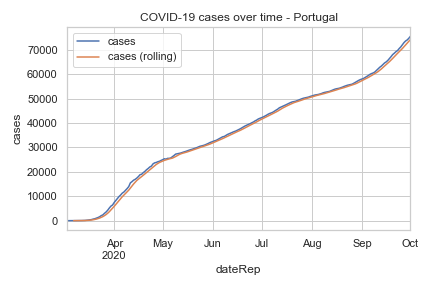 COVID-19 cases over time - Portugal
cases
cases (rolling)
70000
60000
50000
40000
30000
20000
10000
0
cases
Apr May Jun Jul Aug Sep Oct
2020
dateRep